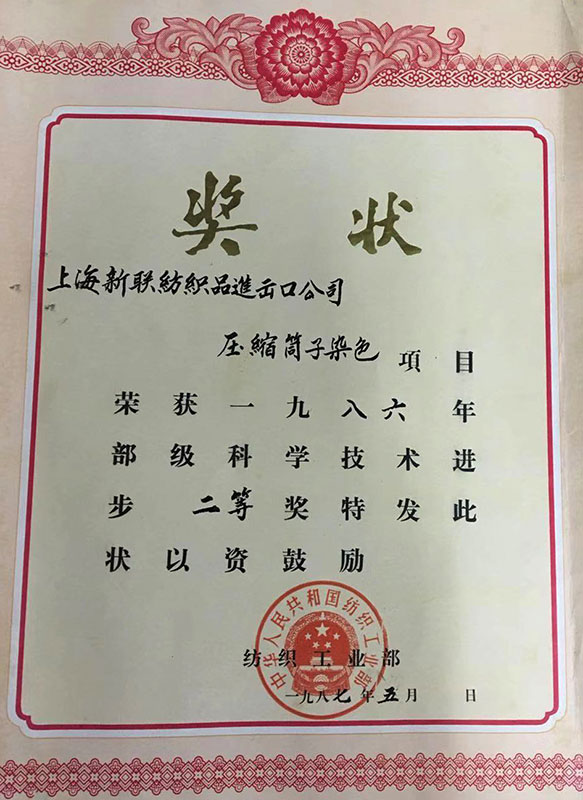 奖状
上海新联紡織品進出口公司
压縮筒子染色 项目
荣获一九八六年
部级科学技术进
步 二等 奖特发此
状以资鼓励
中华人民共和国纺织工业部
纺织工业部
一九八七年五月 日